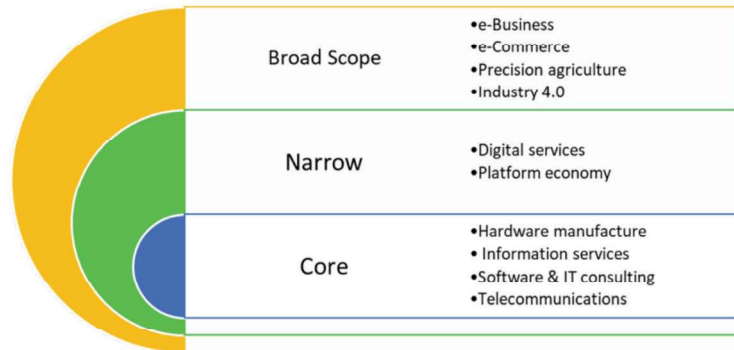 Broad Scope
•e-Business
•e-Commerce
•Precision agriculture
•Industry 4.0
Narrow
•Digital services
•Platform economy
Core
•Hardware manufacture
• Information services
•Software & IT consulting
•Telecommunications